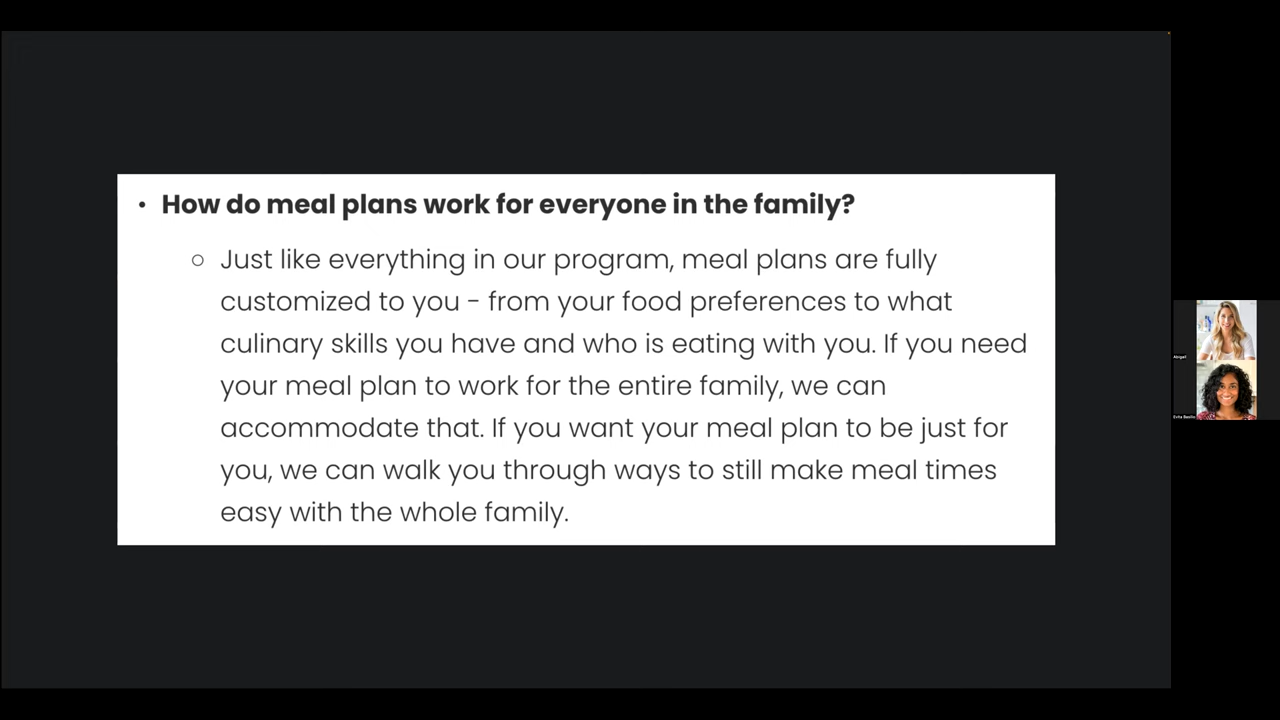 • How do meal plans work for everyone in the family?
○ Just like everything in our program, meal plans are fully
customized to you - from your food preferences to what
culinary skills you have and who is eating with you. If you need
your meal plan to work for the entire family, we can
accommodate that. If you want your meal plan to be just for
you, we can walk you through ways to still make meal times
easy with the whole family.
Abigail